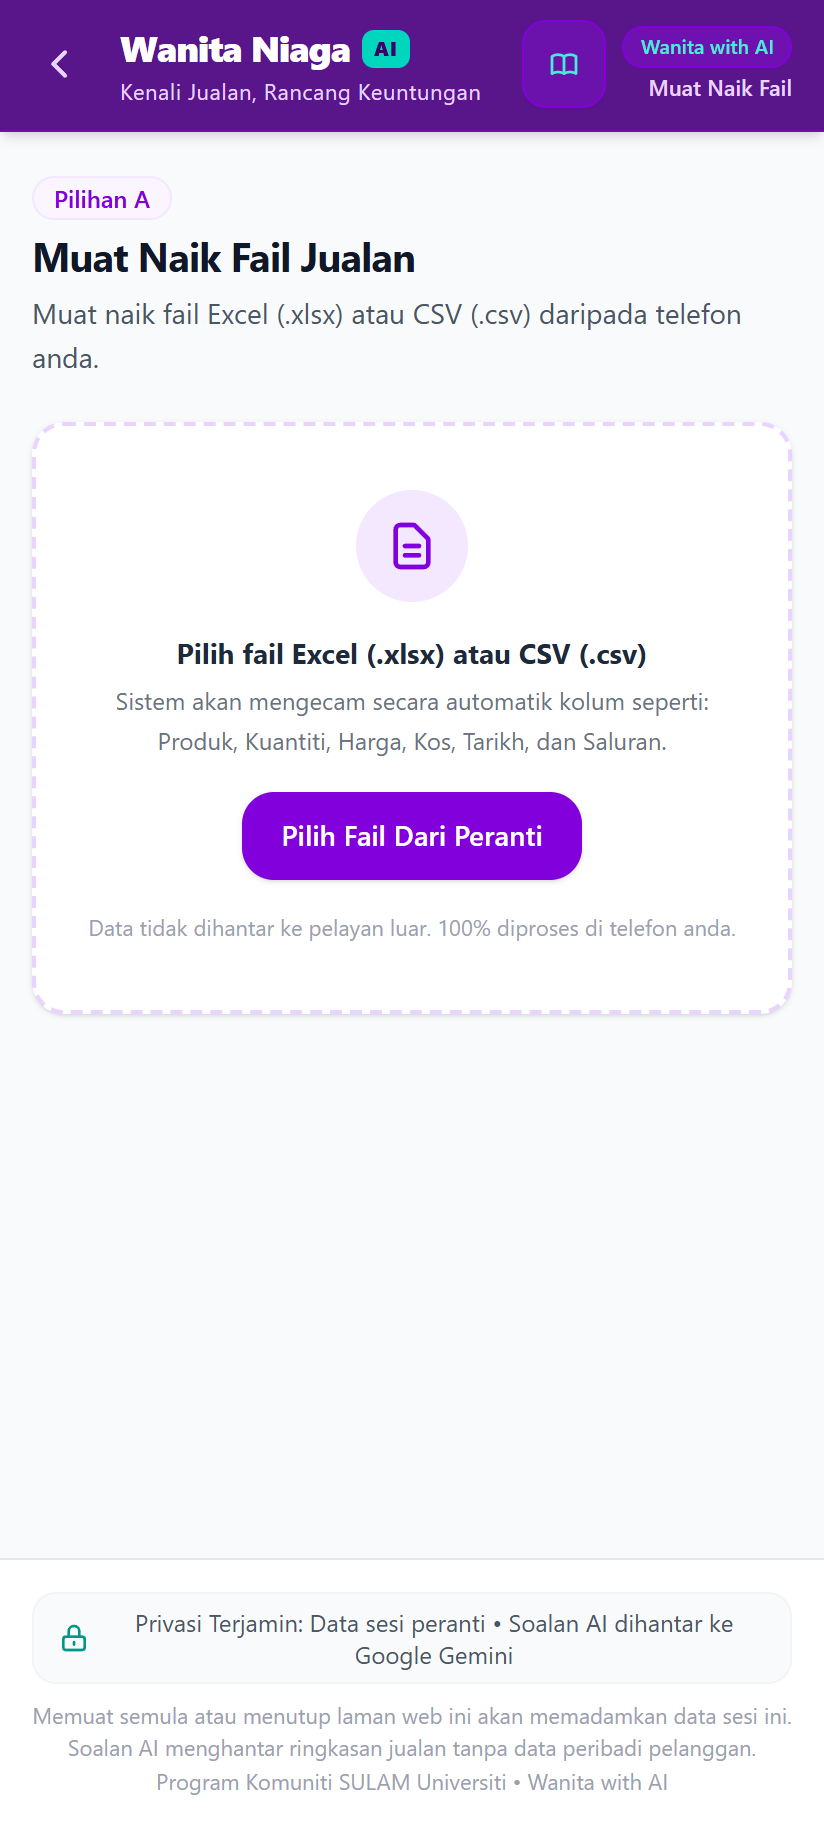 Wanita Niaga AI
Kenali Jualan, Rancang Keuntungan
Wanita with AI
Muat Naik Fail
Pilihan A
Muat Naik Fail Jualan
Muat naik fail Excel (.xlsx) atau CSV (.csv) daripada telefon
anda.
Pilih fail Excel (.xlsx) atau CSV (.csv)
Sistem akan mengecam secara automatik kolum seperti:
Produk, Kuantiti, Harga, Kos, Tarikh, dan Saluran.
Pilih Fail Dari Peranti
Data tidak dihantar ke pelayan luar. 100% diproses di telefon anda.
Privasi Terjamin: Data sesi peranti • Soalan AI dihantar ke
Google Gemini
Memuat semula atau menutup laman web ini akan memadamkan data sesi ini.
Soalan AI menghantar ringkasan jualan tanpa data peribadi pelanggan.
Program Komuniti SULAM Universiti • Wanita with AI